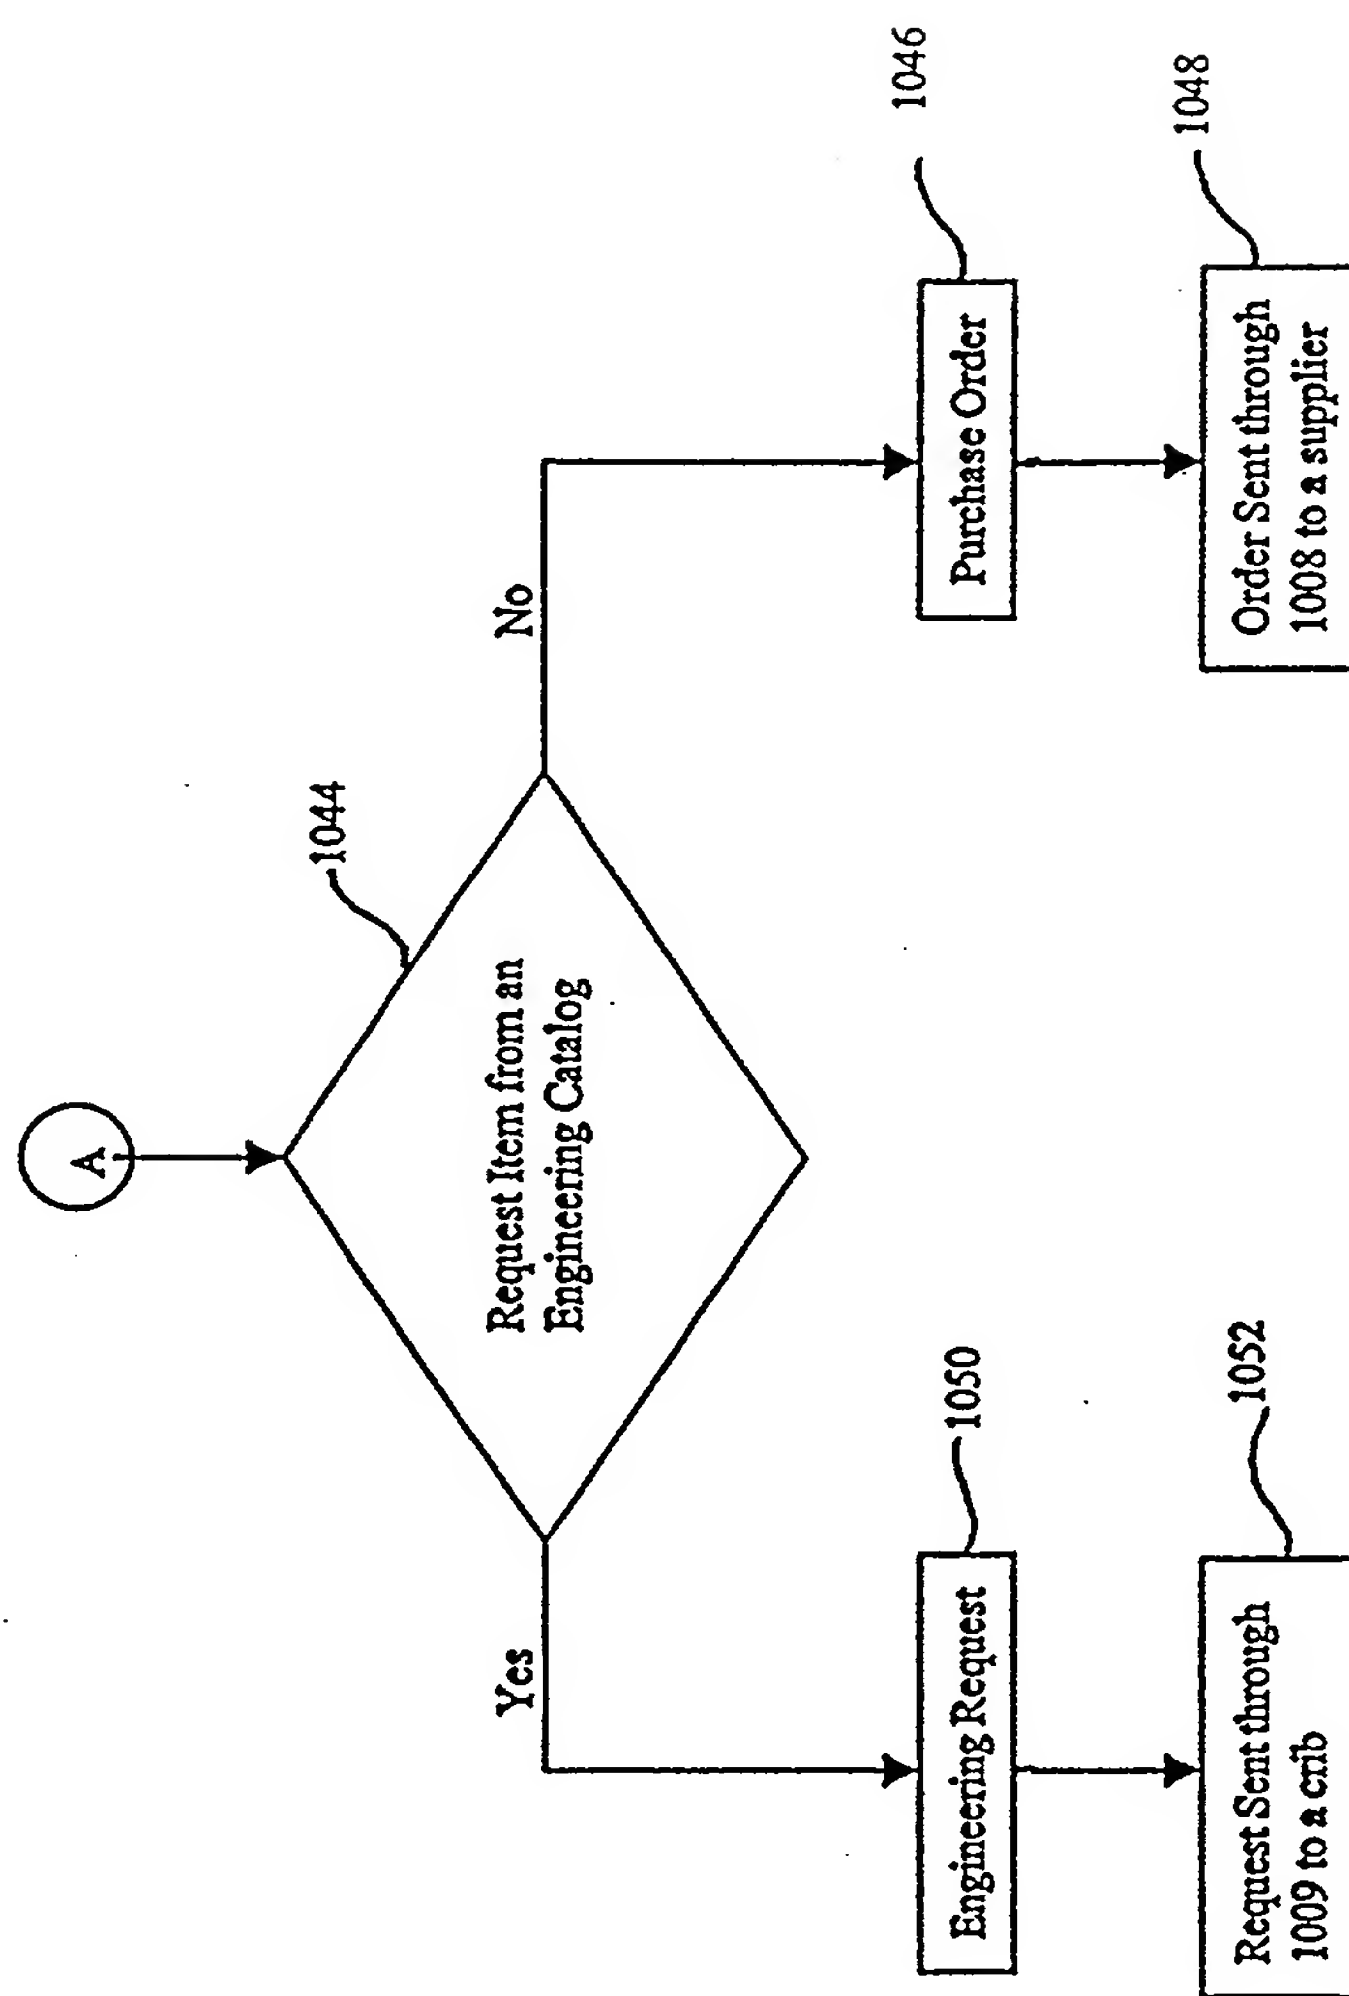 A
1044
Request Item from an
Engineering Catalog
Yes
No
Engineering Request
1050
Purchase Order
1046
Request Sent through
1009 to a crib
1052
Order Sent through
1008 to a supplier
1048